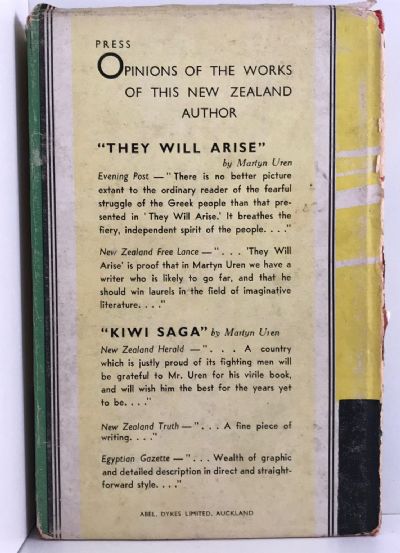 PRESS
OPINIONS OF THE WORKS
OF THIS NEW ZEALAND
AUTHOR
"THEY WILL ARISE"
by Martyn Uren
Evening Post—"There is no better picture
extant to the ordinary reader of the fearful
struggle of the Greek people than that pre-
sented in 'They Will Arise.' It breathes the
fiery, independent spirit of the people. . . ."
New Zealand Free Lance—". . . 'They Will
Arise' is proof that in Martyn Uren we have a
writer who is likely to go far, and that he
should win laurels in the field of imaginative
literature. . . ."
"KIWI SAGA" by Martyn Uren
New Zealand Herald—". . . A country
which is justly proud of its fighting men will
be grateful to Mr. Uren for his virile book,
and will wish him the best for the years yet
to be. . . ."
New Zealand Truth—". . . A fine piece of
writing. . . ."
Egyptian Gazette—". . . Wealth of graphic
and detailed description in direct and straight-
forward style. . . ."
ABEL, DYKES LIMITED, AUCKLAND